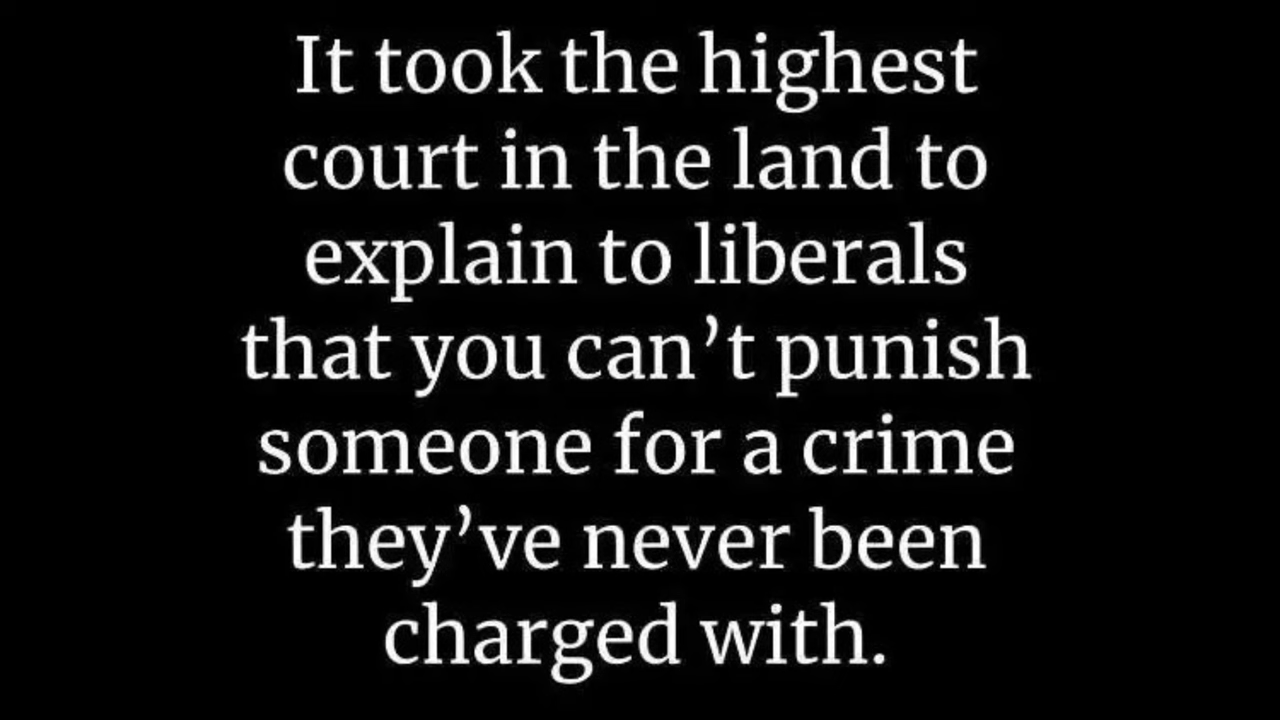 It took the highest
court in the land to
explain to liberals
that you can’t punish
someone for a crime
they’ve never been
charged with.